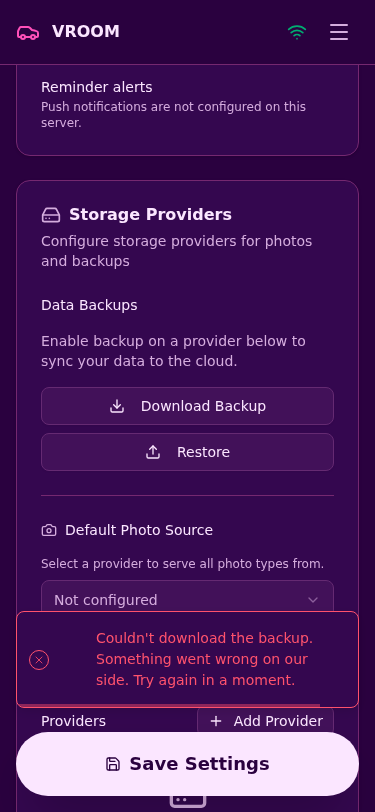 VROOM
Reminder alerts
Push notifications are not configured on this
server.
Storage Providers
Configure storage providers for photos
and backups
Data Backups
Enable backup on a provider below to
sync your data to the cloud.
Download Backup
Restore
Default Photo Source
Select a provider to serve all photo types from.
Not configured
Couldn't download the backup.
Something went wrong on our
side. Try again in a moment.
Providers
Add Provider
Save Settings